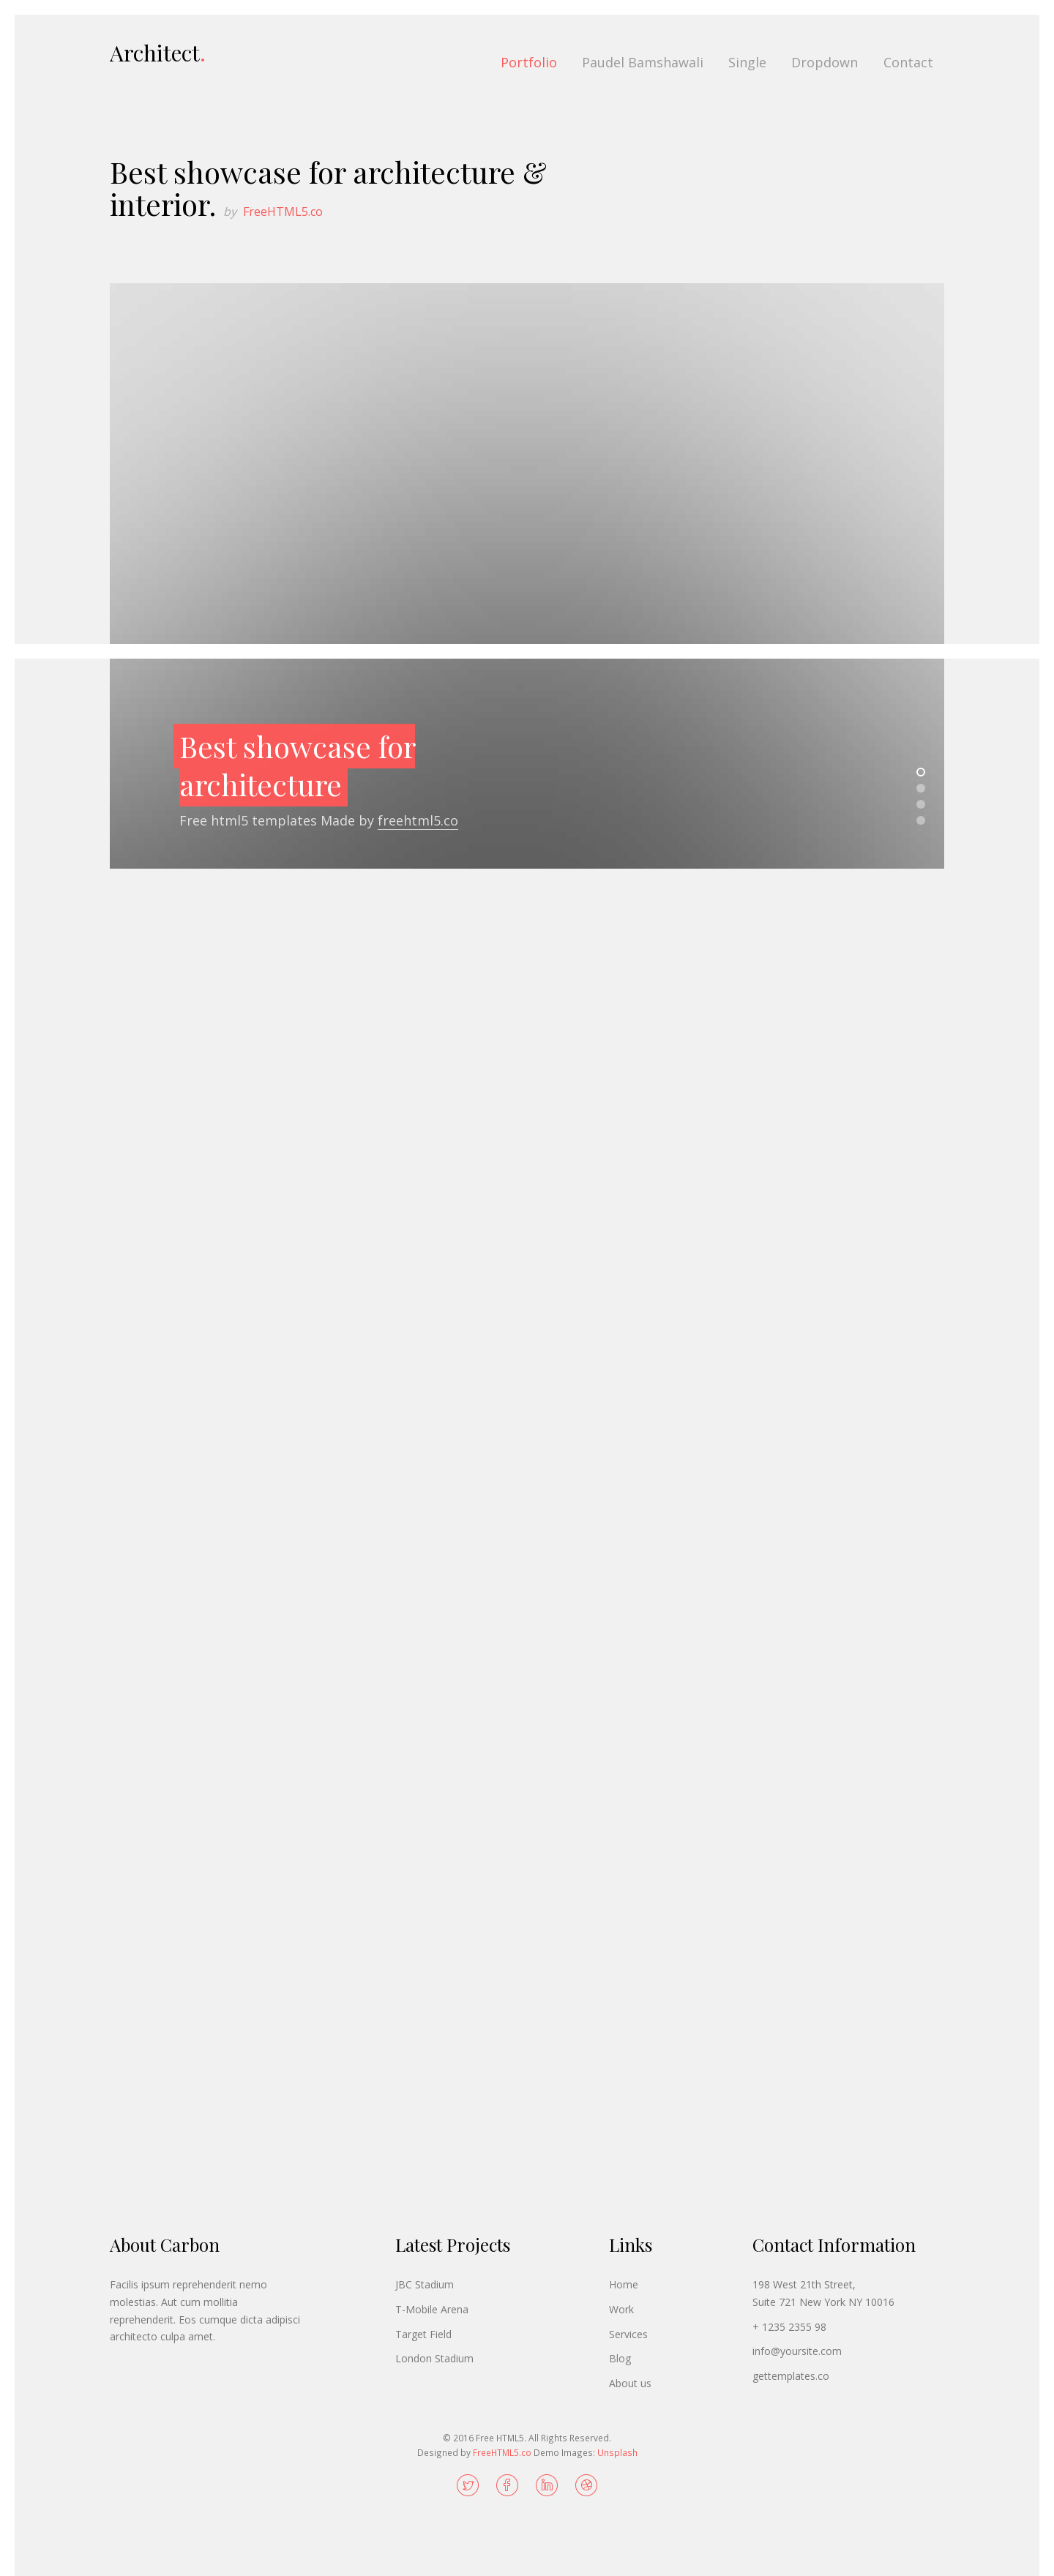 Architect.
Portfolio Paudel Bamshawali Single Dropdown Contact
Best showcase for architecture &
interior. by FreeHTML5.co
Best showcase for
architecture
Free html5 templates Made by freehtml5.co
About Carbon
Facilis ipsum reprehenderit nemo
molestias. Aut cum mollitia
reprehenderit. Eos cumque dicta adipisci
architecto culpa amet.
Latest Projects
JBC Stadium
T-Mobile Arena
Target Field
London Stadium
Links
Home
Work
Services
Blog
About us
Contact Information
198 West 21th Street,
Suite 721 New York NY 10016
+ 1235 2355 98
info@yoursite.com
gettemplates.co
© 2016 Free HTML5. All Rights Reserved.
Designed by FreeHTML5.co Demo Images: Unsplash